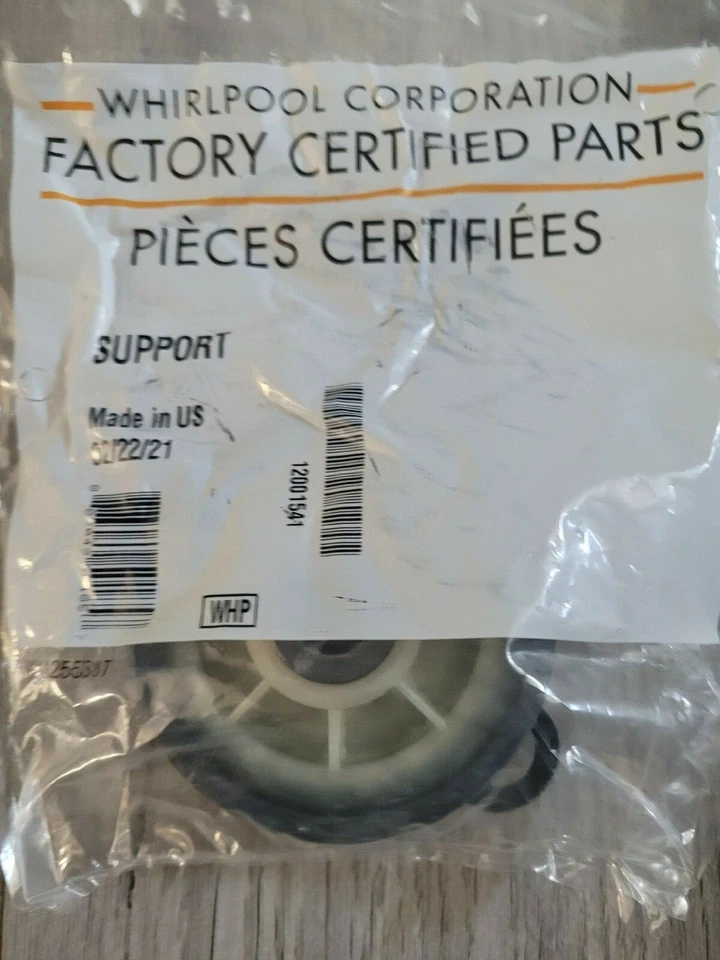 WHIRLPOOL CORPORATION
FACTORY CERTIFIED PARTS
PIÈCES CERTIFIÉES
SUPPORT
Made in US
12001541
WHP